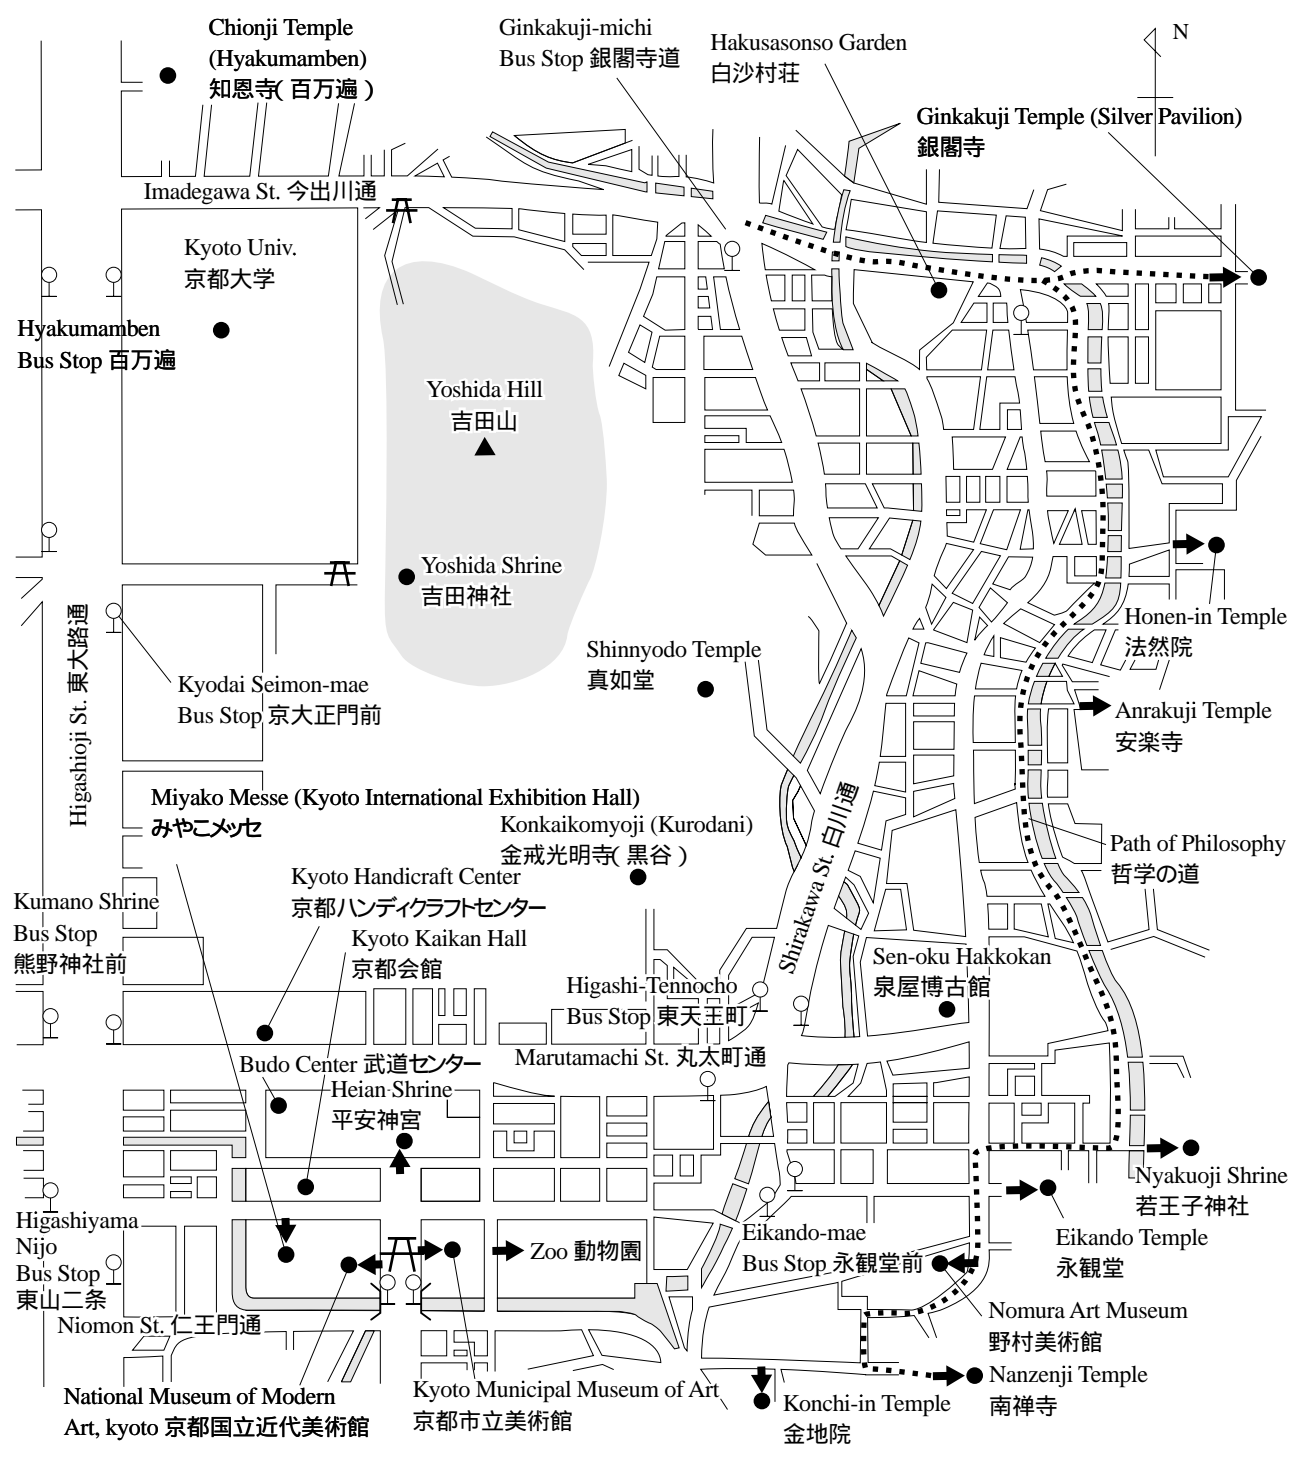 Chionji Temple
(Hyakumamben)
知恩寺( 百万遍 )
Ginkakuji-michi
Bus Stop 銀閣寺道
Hakusasonso Garden
白沙村荘
N
Ginkakuji Temple (Silver Pavilion)
銀閣寺
Imadegawa St. 今出川通
Kyoto Univ.
京都大学
Hyakumamben
Bus Stop 百万遍
Yoshida Hill
吉田山
Yoshida Shrine
吉田神社
Honen-in Temple
法然院
Higashioji St. 東大路通
Kyodai Seimon-mae
Bus Stop 京大正門前
Shinnyodo Temple
真如堂
Anrakuji Temple
安楽寺
Miyako Messe (Kyoto International Exhibition Hall)
みやこメッセ
Konkaikomyoji (Kurodani)
金戒光明寺( 黒谷 )
Shirakawa St. 白川通
Path of Philosophy
哲学の道
Kyoto Handicraft Center
京都ハンディクラフトセンター
Kumano Shrine
Bus Stop
熊野神社前
Kyoto Kaikan Hall
京都会館
Sen-oku Hakkokan
泉屋博古館
Higashi-Tennocho
Bus Stop 東天王町
Marutamachi St. 丸太町通
Budo Center 武道センター
Heian Shrine
平安神宮
Nyakuoji Shrine
若王子神社
Higashiyama
Nijo
Bus Stop
東山二条
Eikando-mae
Bus Stop 永観堂前
Eikando Temple
永観堂
Zoo 動物園
Nomura Art Museum
野村美術館
Niomon St. 仁王門通
National Museum of Modern
Art, kyoto 京都国立近代美術館
Kyoto Municipal Museum of Art
京都市立美術館
Konchi-in Temple
金地院
Nanzenji Temple
南禅寺